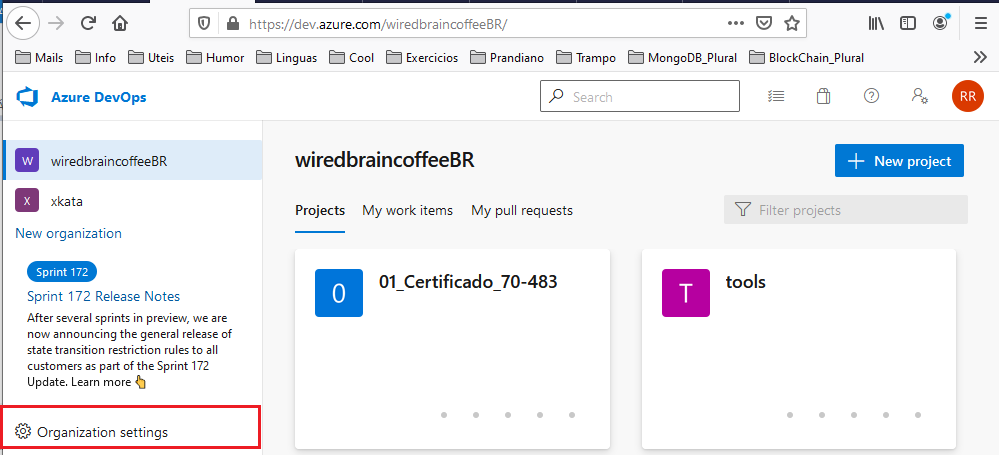 https://dev.azure.com/wiredbraincoffeeBR/
Mails Info Uteis Humor Linguas Cool Exercicios Prandiano Trampo MongoDB_Plural BlockChain_Plural
Azure DevOps
Search
RR
W wiredbraincoffeeBR
X xkata
New organization
Sprint 172
Sprint 172 Release Notes
After several sprints in preview, we are
now announcing the general release of
state transition restriction rules to all
customers as part of the Sprint 172
Update. Learn more
Organization settings
wiredbraincoffeeBR
New project
Projects My work items My pull requests
Filter projects
0 01_Certificado_70-483
T tools